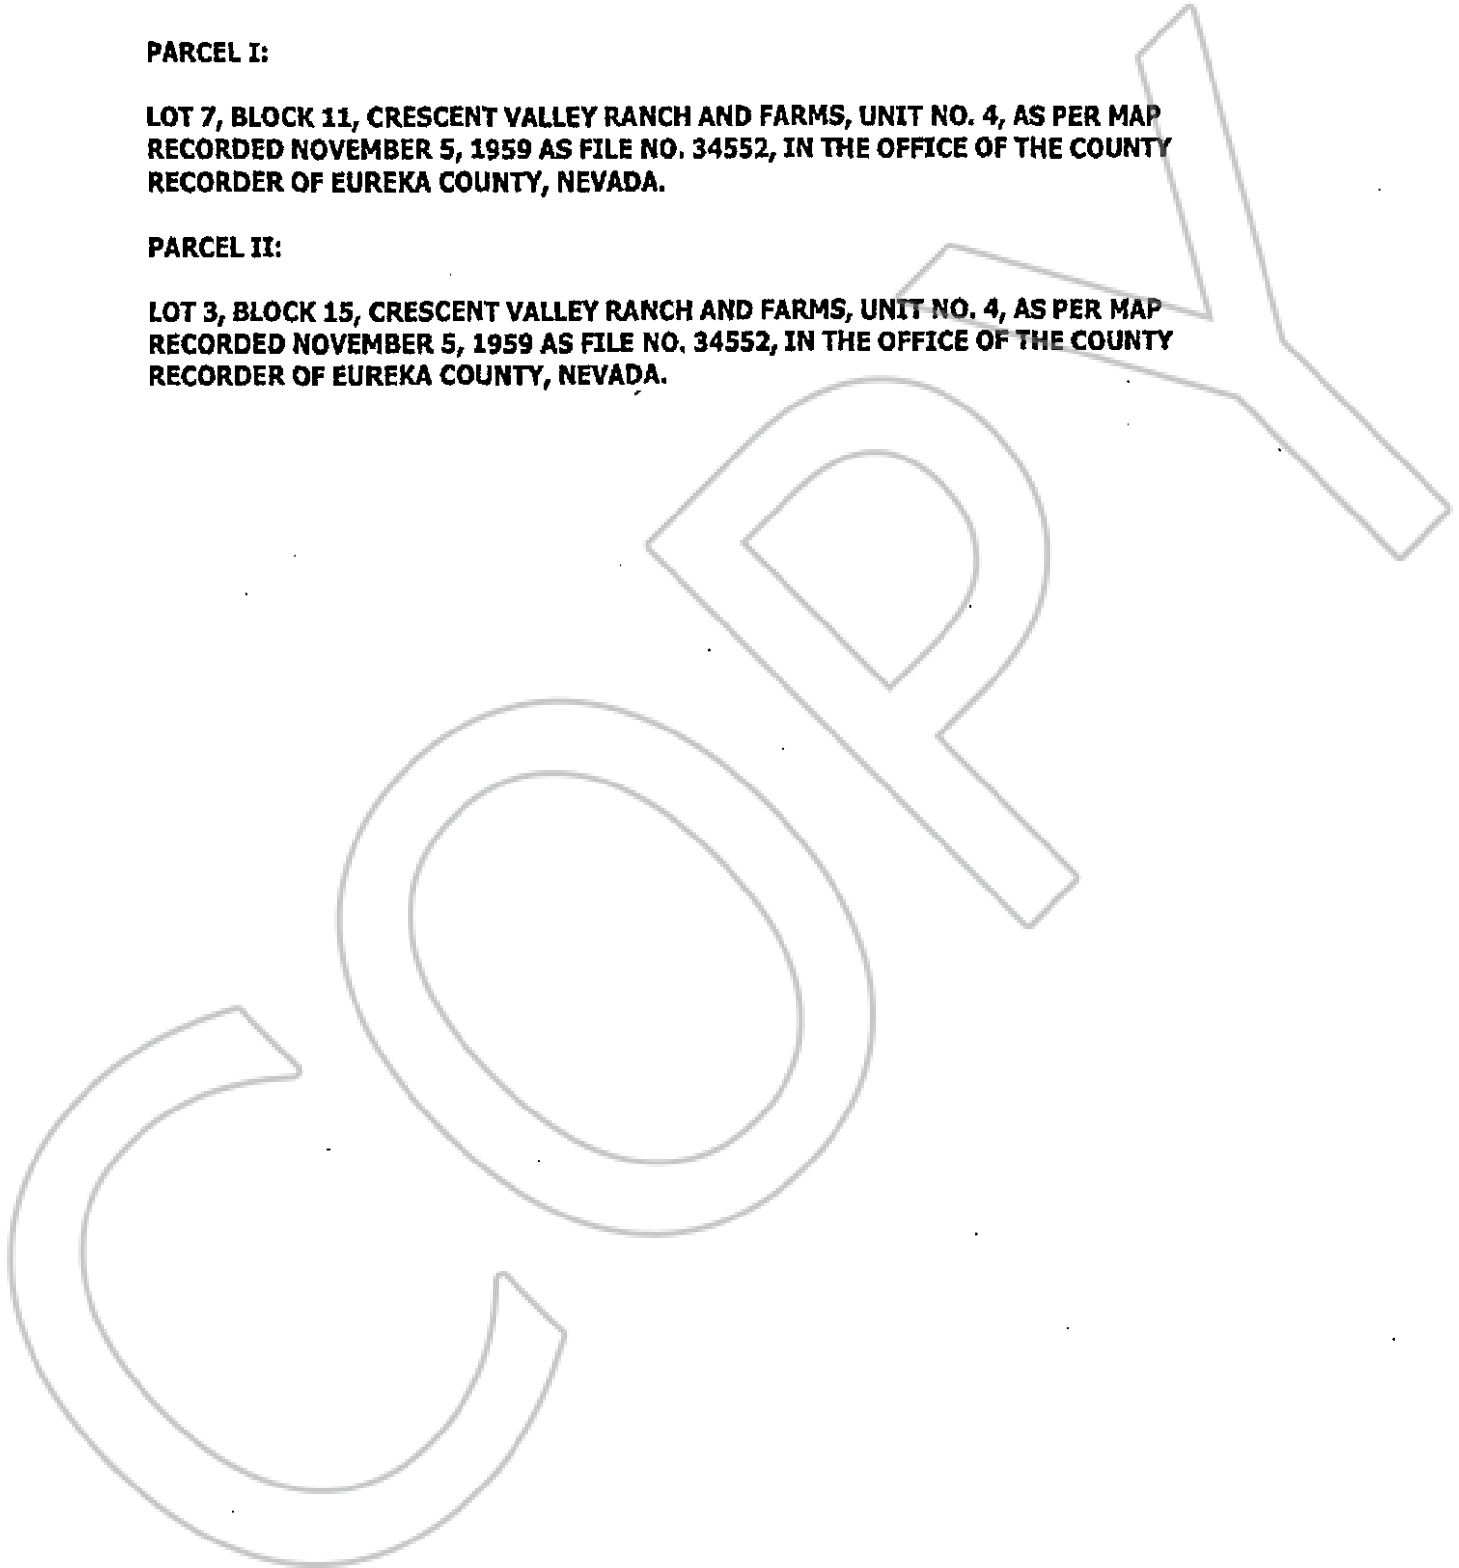 PARCEL I:
LOT 7, BLOCK 11, CRESCENT VALLEY RANCH AND FARMS, UNIT NO. 4, AS PER MAP
RECORDED NOVEMBER 5, 1959 AS FILE NO. 34552, IN THE OFFICE OF THE COUNTY
RECORDER OF EUREKA COUNTY, NEVADA.
PARCEL II:
LOT 3, BLOCK 15, CRESCENT VALLEY RANCH AND FARMS, UNIT NO. 4, AS PER MAP
RECORDED NOVEMBER 5, 1959 AS FILE NO. 34552, IN THE OFFICE OF THE COUNTY
RECORDER OF EUREKA COUNTY, NEVADA.
COPY